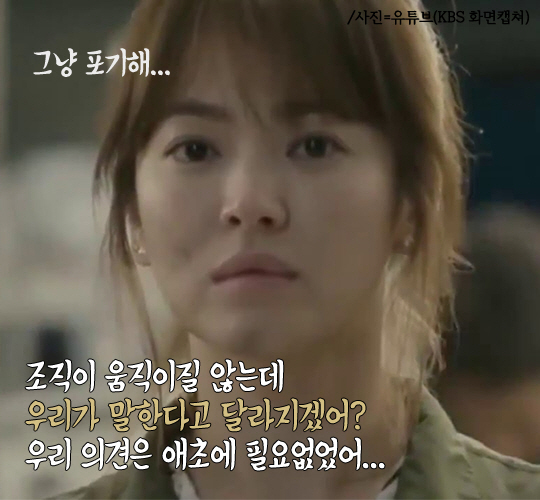 /사진=유튜브(KBS 화면캡쳐)
그냥 포기해...
조직이 움직이질 않는데
우리가 말한다고 달라지겠어?
우리 의견은 애초에 필요없었어...